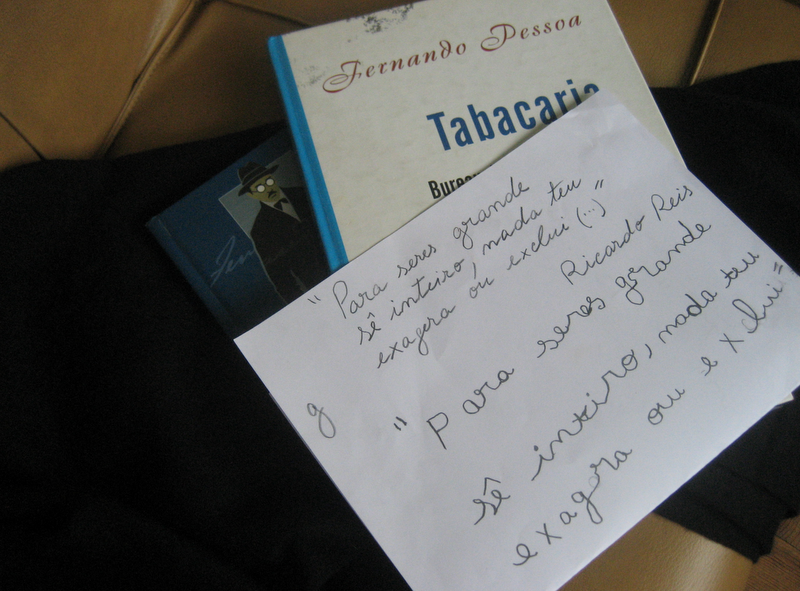 Fernando Pessoa
Tabacaria
"Para seres grande
sê inteiro, nada teu
exagera ou exclui (...)"
Ricardo Reis
g
"Para seres grande
sê inteiro, nada teu
exagera ou exclui"